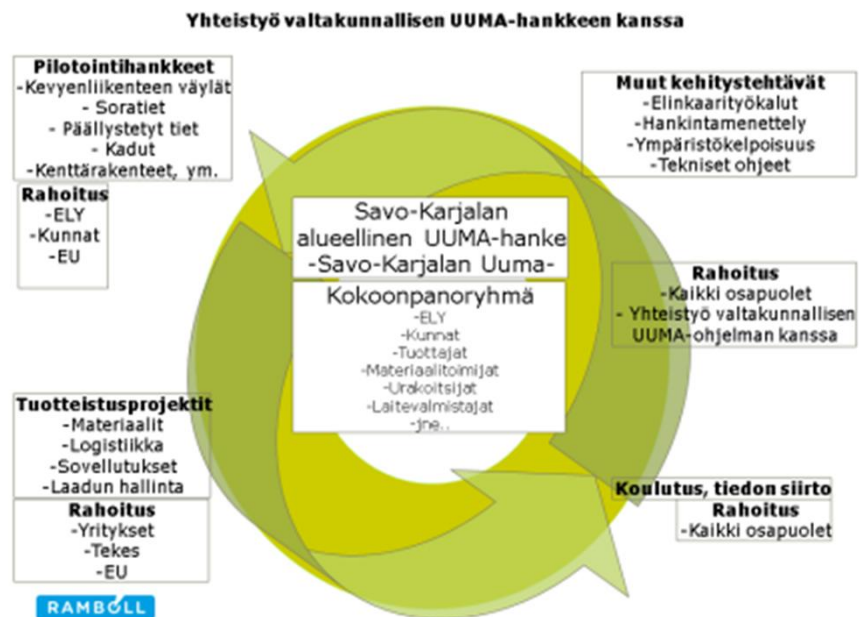 Yhteistyö valtakunnallisen UUMA-hankkeen kanssa
Pilotointihankkeet
-Kevyenliikenteen väylät
- Soratiet
- Päällystetyt tiet
- Kadut
-Kenttärakenteet, ym.
Rahoitus
-ELY
-Kunnat
-EU
Muut kehitystehtävät
-Elinkaarityökalut
-Hankintamenettely
-Ympäristökelpoisuus
-Tekniset ohjeet
Savo-Karjalan
alueellinen UUMA-hanke
-Savo-Karjalan Uuma-
Kokoonpanoryhmä
-ELY
-Kunnat
-Tuottajat
-Materiaalitoimijat
-Urakoitsijat
-Laitevalmistajat
-jne..
Rahoitus
-Kaikki osapuolet
- Yhteistyö valtakunnallisen
UUMA-ohjelman kanssa
Tuotteistusprojektit
-Materiaalit
-Logistiikka
-Sovellutukset
-Laadun hallinta
Rahoitus
-Yritykset
-Tekes
-EU
Koulutus, tiedon siirto
Rahoitus
-Kaikki osapuolet
RAMBOLL